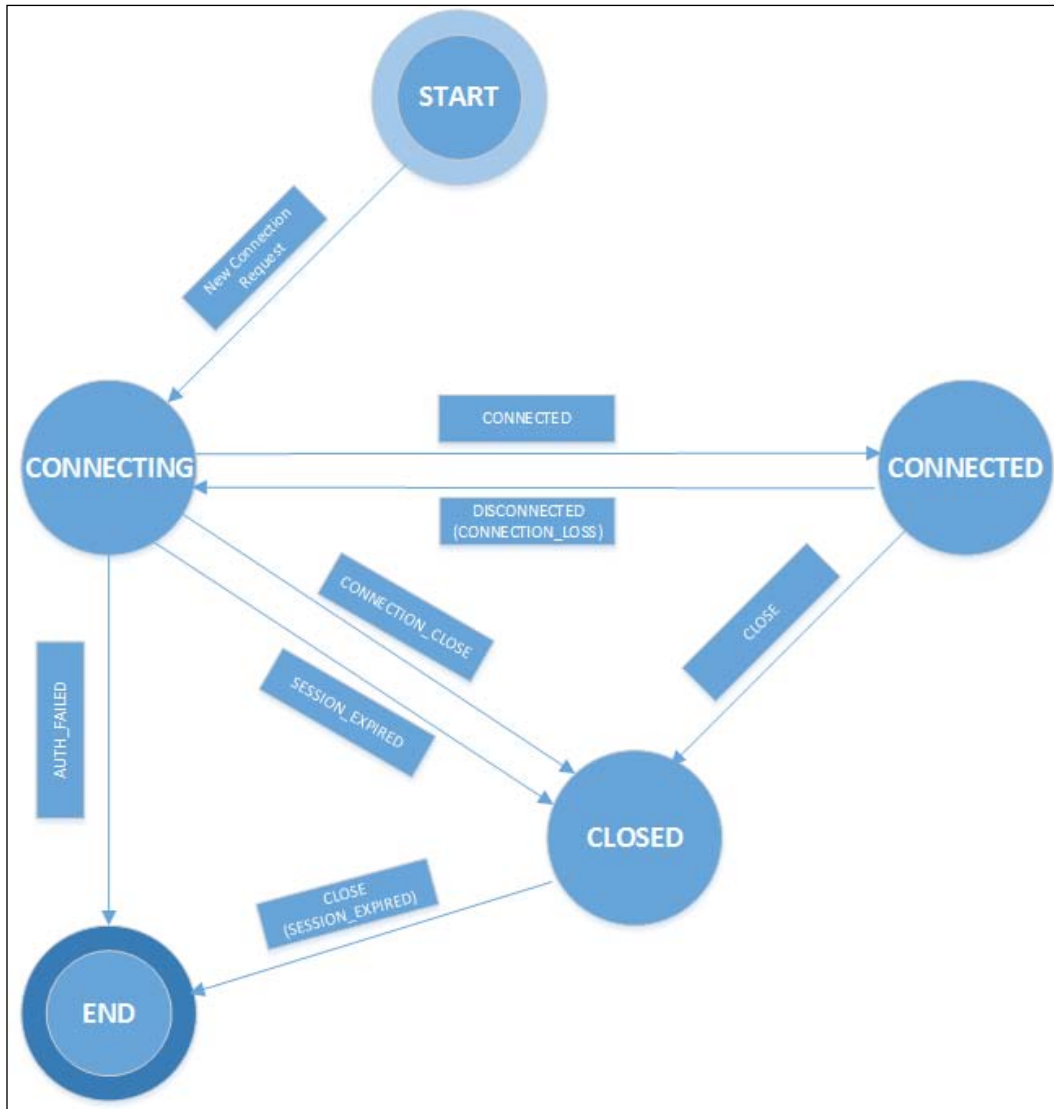 START
New Connection
Request
CONNECTED
CONNECTING
CONNECTED
DISCONNECTED
(CONNECTION_LOSS)
CONNECTION_CLOSE
CLOSE
SESSION_EXPIRED
AUTH_FAILED
CLOSED
CLOSE
(SESSION_EXPIRED)
END